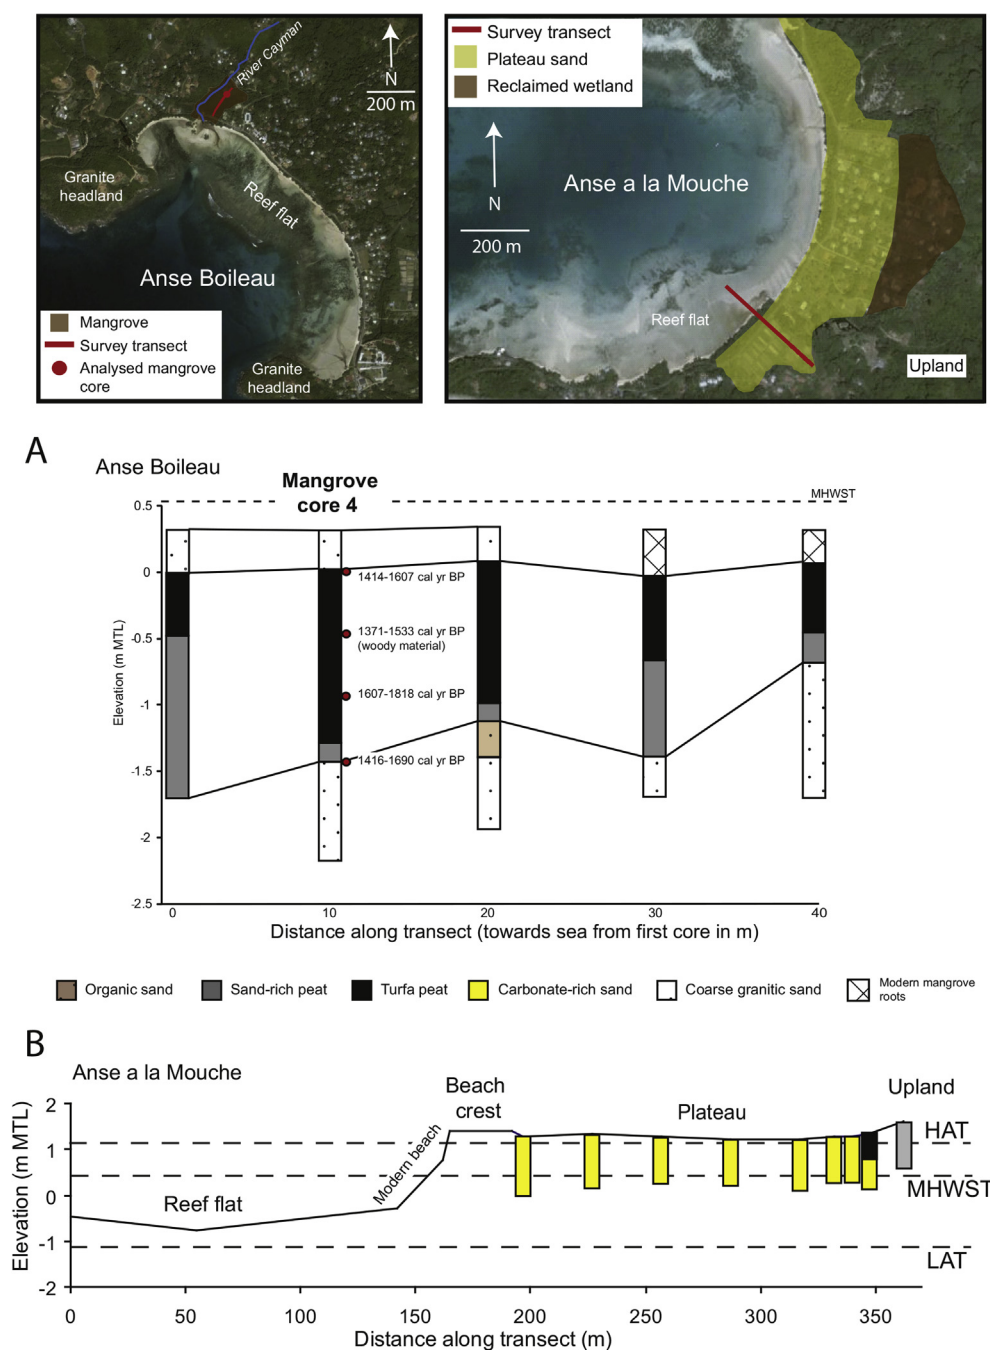 River Cayman
N
200 m
Granite
headland
Reef flat
Anse Boileau
Mangrove
Survey transect
Analysed mangrove
core
Granite
headland
Survey transect
Plateau sand
Reclaimed wetland
Anse a la Mouche
N
200 m
Reef flat
Upland
A
Anse Boileau
Mangrove
core 4
MHWST
0.5
0
-0.5
-1
-1.5
-2
-2.5
Elevation (m MTL)
1414-1607 cal yr BP
1371-1533 cal yr BP
(woody material)
1607-1818 cal yr BP
1416-1690 cal yr BP
0 10 20 30 40
Distance along transect (towards sea from first core in m)
Organic sand
Sand-rich peat
Turfa peat
Carbonate-rich sand
Coarse granitic sand
Modern mangrove
roots
B
Anse a la Mouche
Beach
crest
Plateau
Upland
HAT
MHWST
LAT
Modern beach
Reef flat
Elevation (m MTL)
2
1
0
-1
-2
0 50 100 150 200 250 300 350
Distance along transect (m)